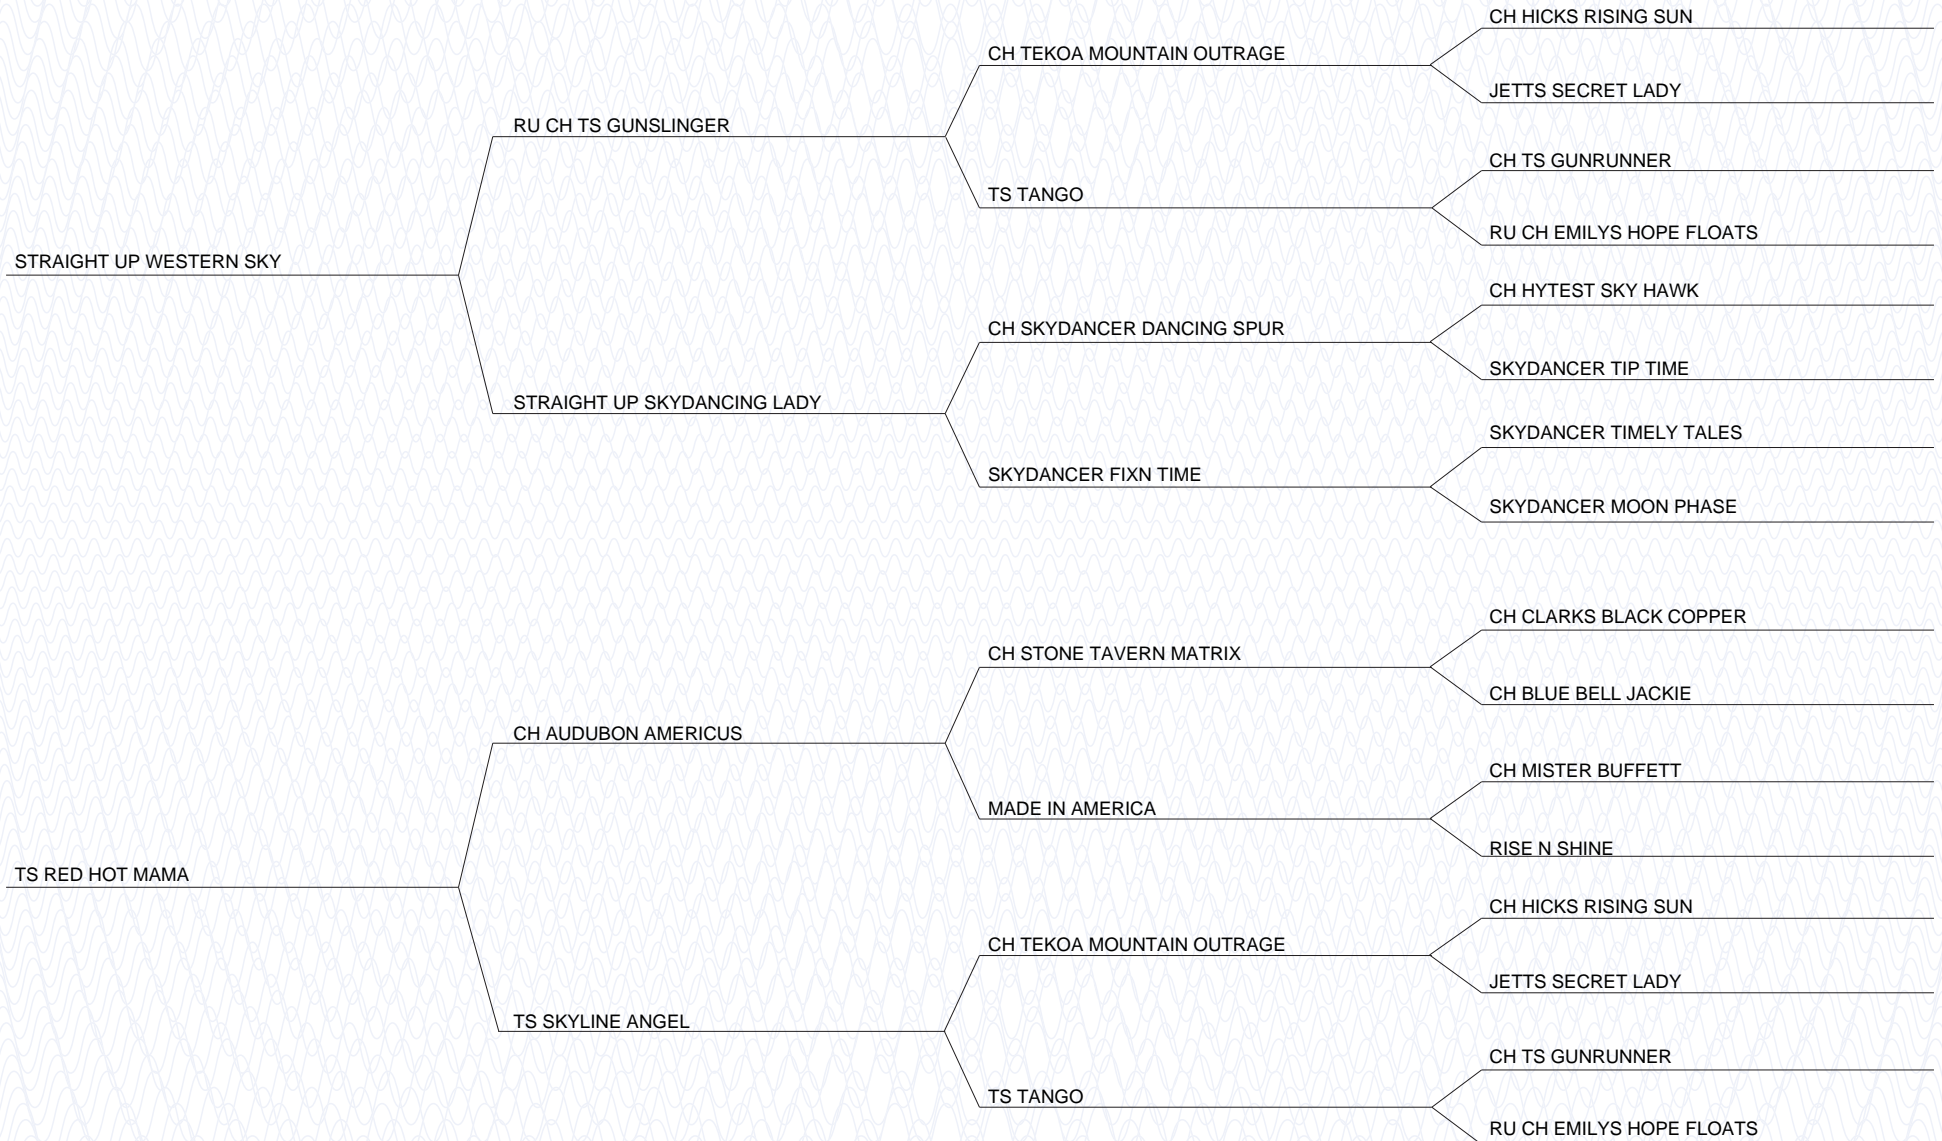 CH HICKS RISING SUN
CH TEKOA MOUNTAIN OUTRAGE
JETTS SECRET LADY
RU CH TS GUNSLINGER
CH TS GUNRUNNER
TS TANGO
RU CH EMILYS HOPE FLOATS
STRAIGHT UP WESTERN SKY
CH HYTEST SKY HAWK
CH SKYDANCER DANCING SPUR
SKYDANCER TIP TIME
STRAIGHT UP SKYDANCING LADY
SKYDANCER TIMELY TALES
SKYDANCER FIXN TIME
SKYDANCER MOON PHASE
CH CLARKS BLACK COPPER
CH STONE TAVERN MATRIX
CH BLUE BELL JACKIE
CH AUDUBON AMERICUS
CH MISTER BUFFETT
MADE IN AMERICA
RISE N SHINE
TS RED HOT MAMA
CH HICKS RISING SUN
CH TEKOA MOUNTAIN OUTRAGE
JETTS SECRET LADY
TS SKYLINE ANGEL
CH TS GUNRUNNER
TS TANGO
RU CH EMILYS HOPE FLOATS